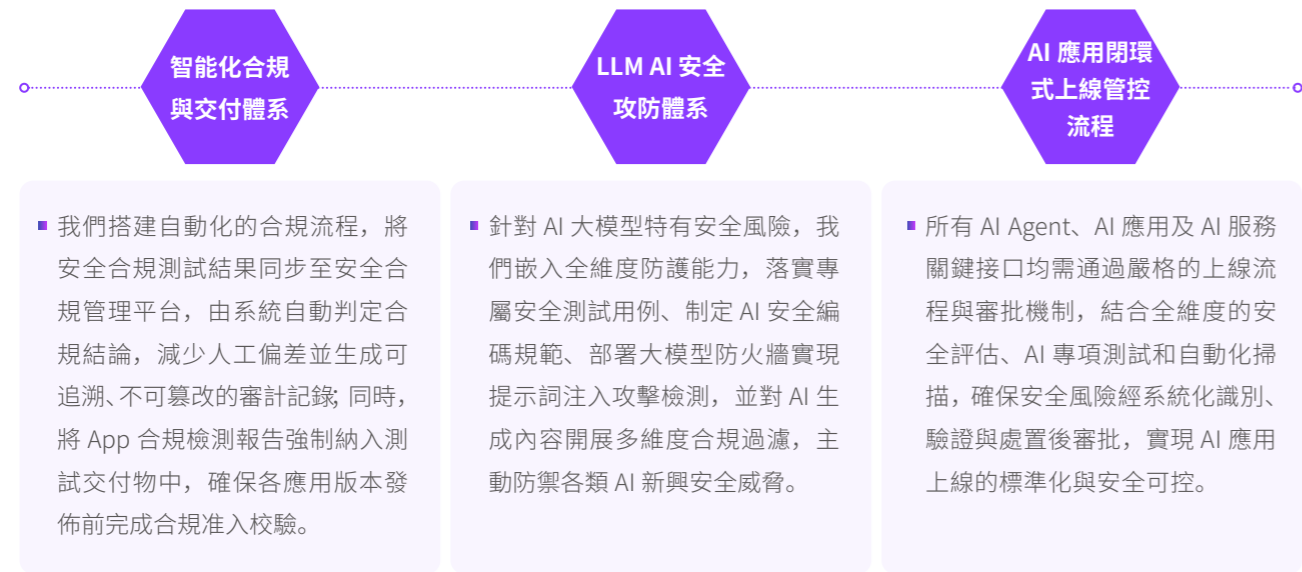 智能化合規
與交付體系
LLM AI 安全
攻防體系
AI 應用閉環
式上線管控
流程
我們搭建自動化的合規流程，將
安全合規測試結果同步至安全合
規管理平台，由系統自動判定合
規結論，減少人工偏差並生成可
追溯、不可篡改的審計記錄；同時，
將 App 合規檢測報告強制納入測
試交付物中，確保各應用版本發
佈前完成合規准入校驗。
針對 AI 大模型特有安全風險，我
們嵌入全維度防護能力，落實專
屬安全測試用例、制定 AI 安全編
碼規範、部署大模型防火牆實現
提示詞注入攻擊檢測，並對 AI 生
成內容開展多維度合規過濾，主
動防禦各類 AI 新興安全威脅。
所有 AI Agent、AI 應用及 AI 服務
關鍵接口均需通過嚴格的上線流
程與審批機制，結合全維度的安
全評估、AI 專項測試和自動化掃
描，確保安全風險經系統化識別、
驗證與處置後審批，實現 AI 應用
上線的標準化與安全可控。